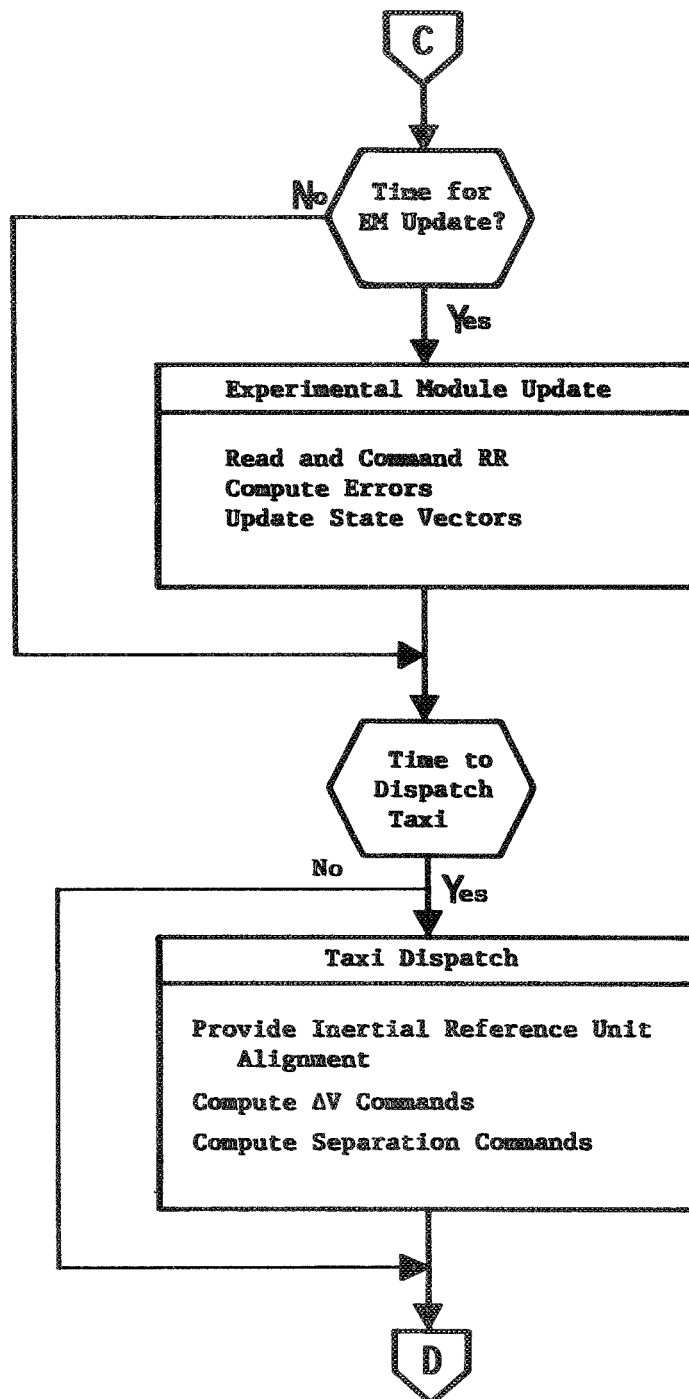 C
Time for
EM Update?
No
Yes
Experimental Module Update
Read and Command RR
Compute Errors
Update State Vectors
Time to
Dispatch
Taxi
No
Yes
Taxi Dispatch
Provide Inertial Reference Unit
Alignment
Compute ΔV Commands
Compute Separation Commands
D